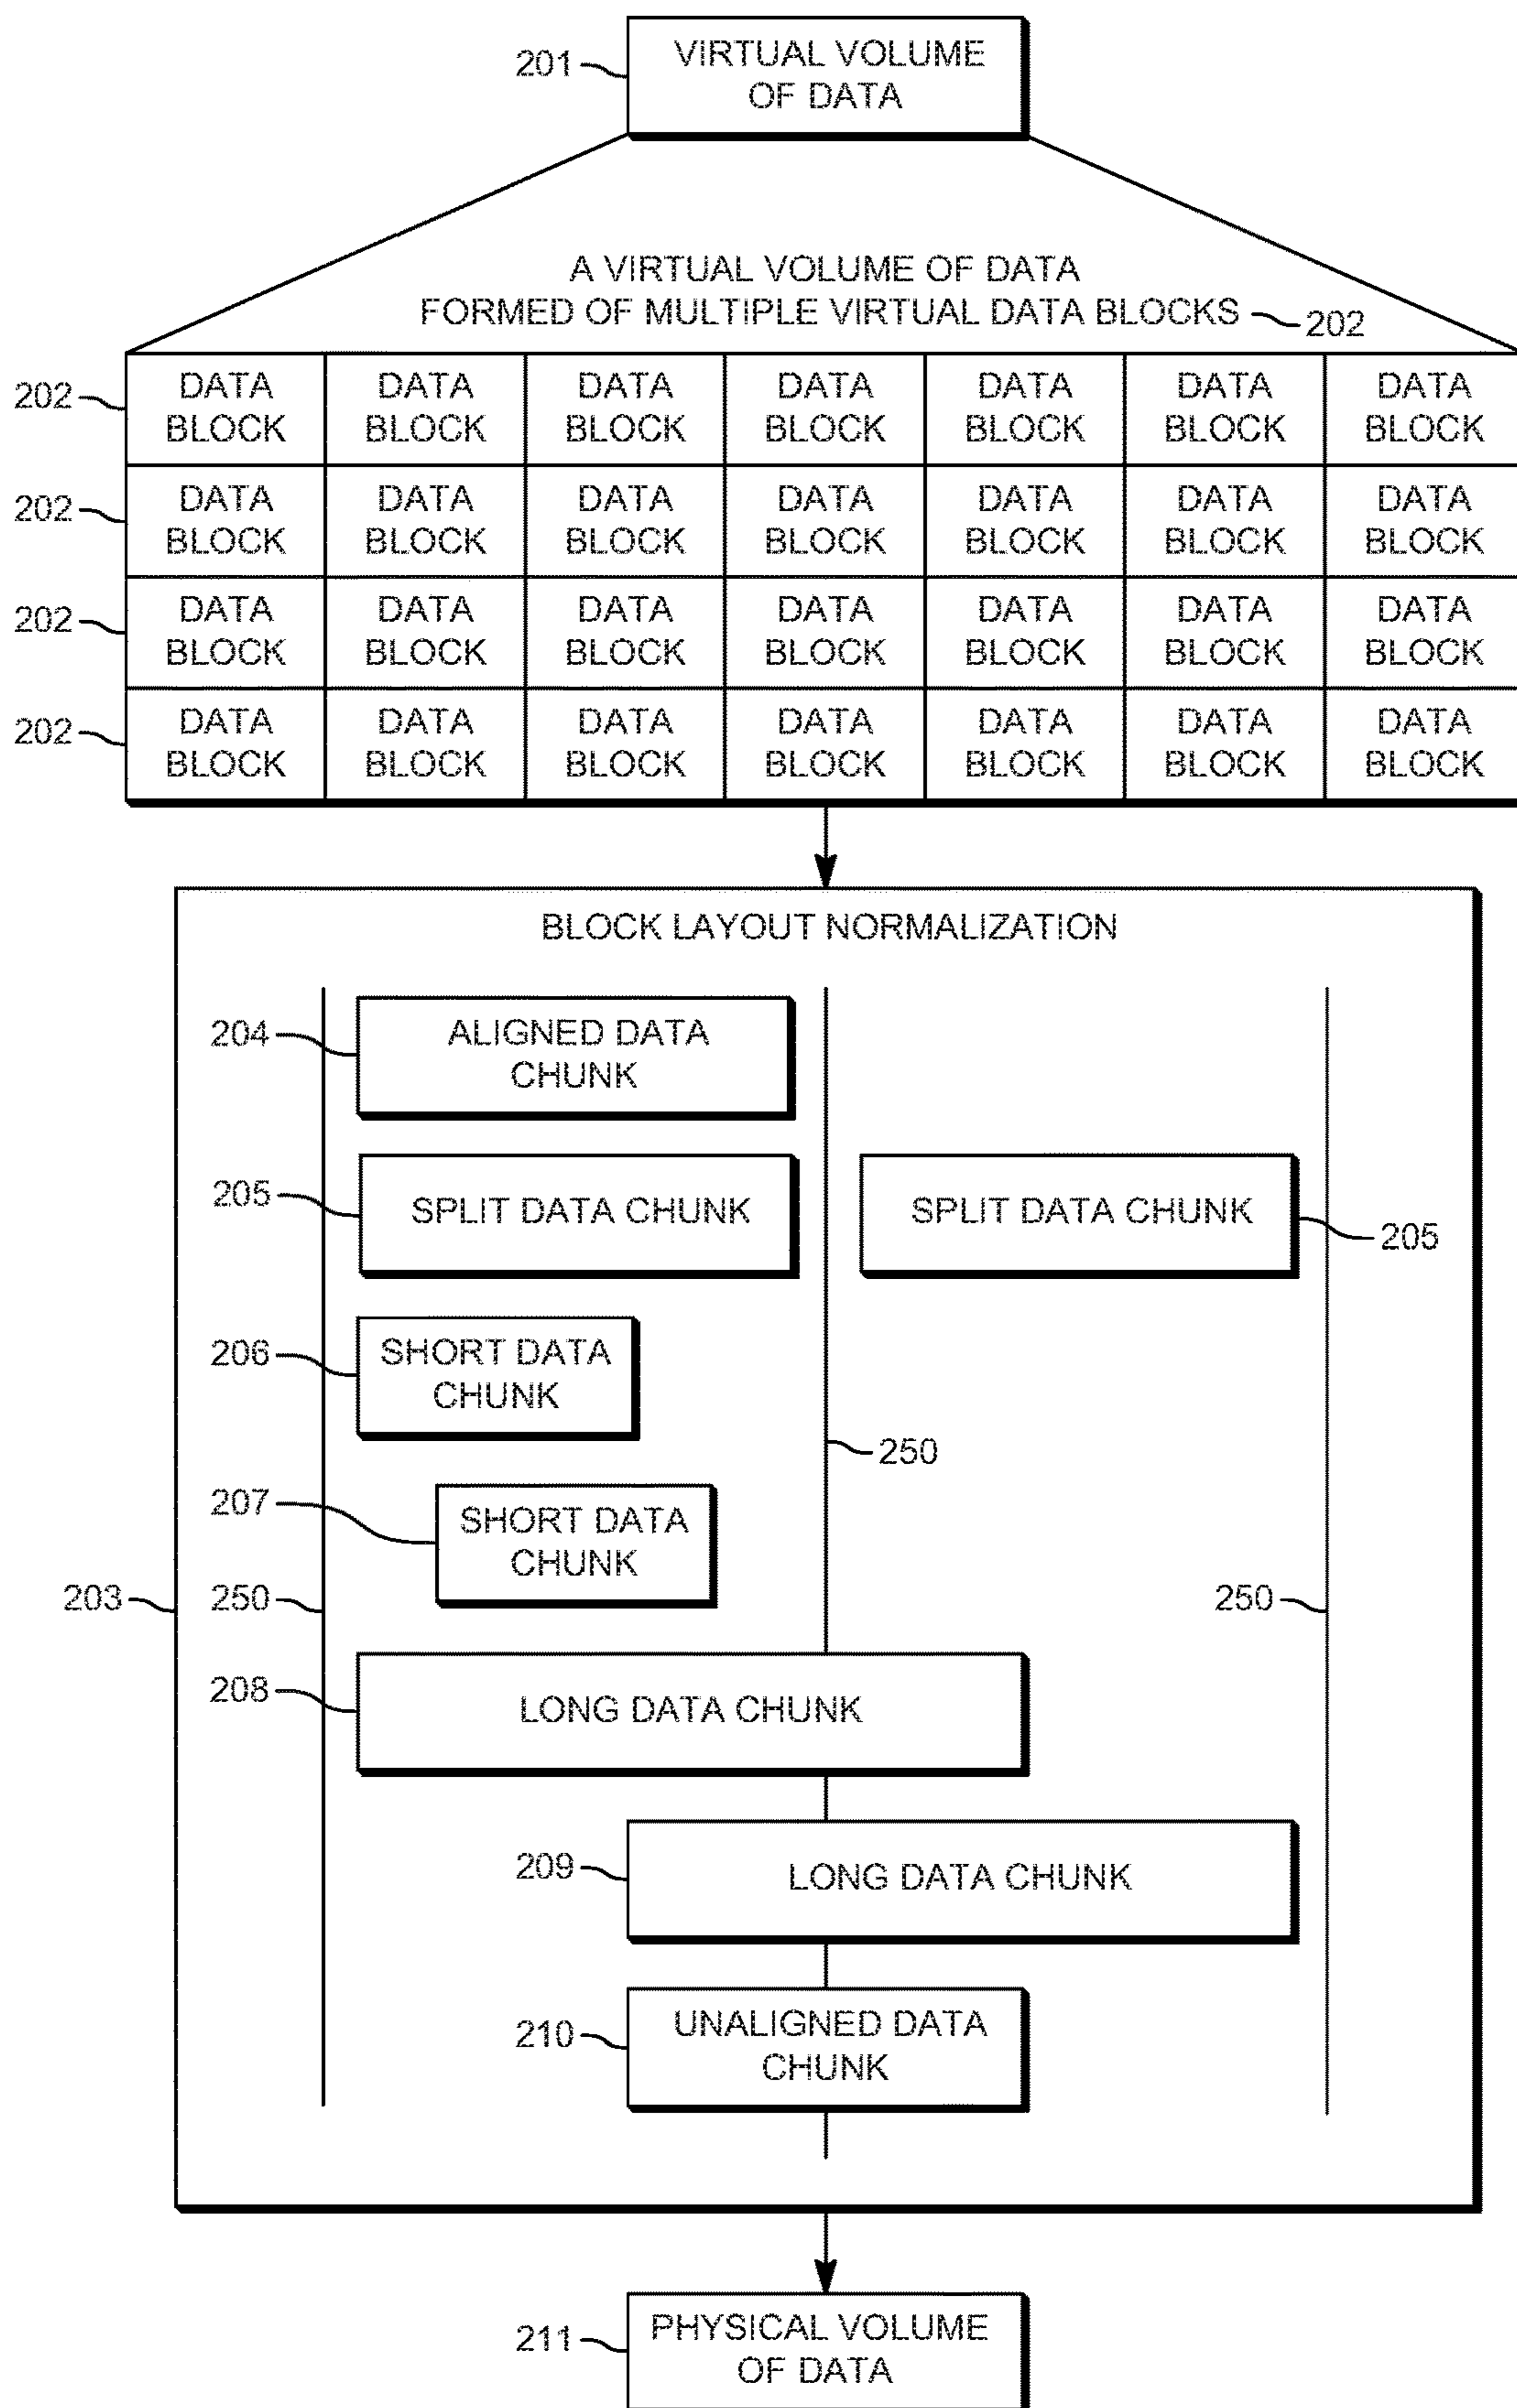 201
VIRTUAL VOLUME
OF DATA
A VIRTUAL VOLUME OF DATA
FORMED OF MULTIPLE VIRTUAL DATA BLOCKS
202
202
DATA BLOCK
DATA BLOCK
DATA BLOCK
DATA BLOCK
DATA BLOCK
DATA BLOCK
DATA BLOCK
202
DATA BLOCK
DATA BLOCK
DATA BLOCK
DATA BLOCK
DATA BLOCK
DATA BLOCK
DATA BLOCK
202
DATA BLOCK
DATA BLOCK
DATA BLOCK
DATA BLOCK
DATA BLOCK
DATA BLOCK
DATA BLOCK
202
DATA BLOCK
DATA BLOCK
DATA BLOCK
DATA BLOCK
DATA BLOCK
DATA BLOCK
DATA BLOCK
BLOCK LAYOUT NORMALIZATION
204
ALIGNED DATA
CHUNK
205
SPLIT DATA CHUNK
SPLIT DATA CHUNK
205
206
SHORT DATA
CHUNK
250
207
SHORT DATA
CHUNK
203
250
250
208
LONG DATA CHUNK
209
LONG DATA CHUNK
210
UNALIGNED DATA
CHUNK
211
PHYSICAL VOLUME
OF DATA